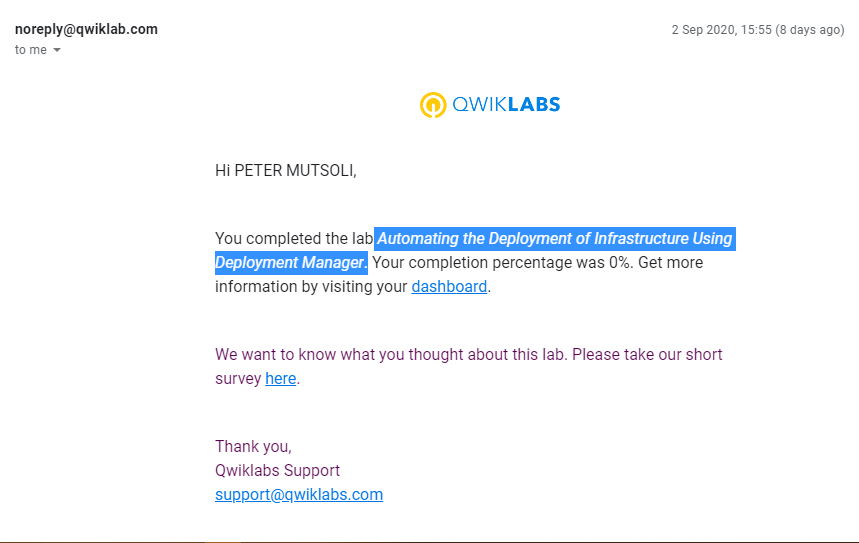 noreply@qwiklab.com
2 Sep 2020, 15:55 (8 days ago)
to me
QWIKLABS
Hi PETER MUTSOLI,
You completed the lab Automating the Deployment of Infrastructure Using
Deployment Manager. Your completion percentage was 0%. Get more
information by visiting your dashboard.
We want to know what you thought about this lab. Please take our short
survey here.
Thank you,
Qwiklabs Support
support@qwiklabs.com